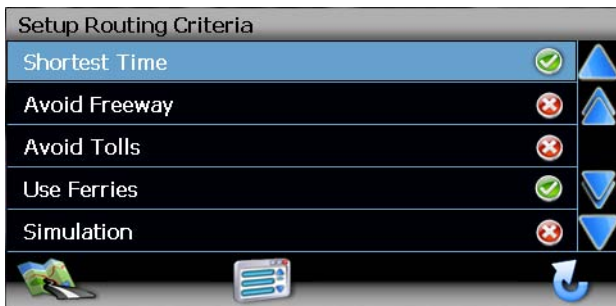 Setup Routing Criteria
Shortest Time
Avoid Freeway
Avoid Tolls
Use Ferries
Simulation